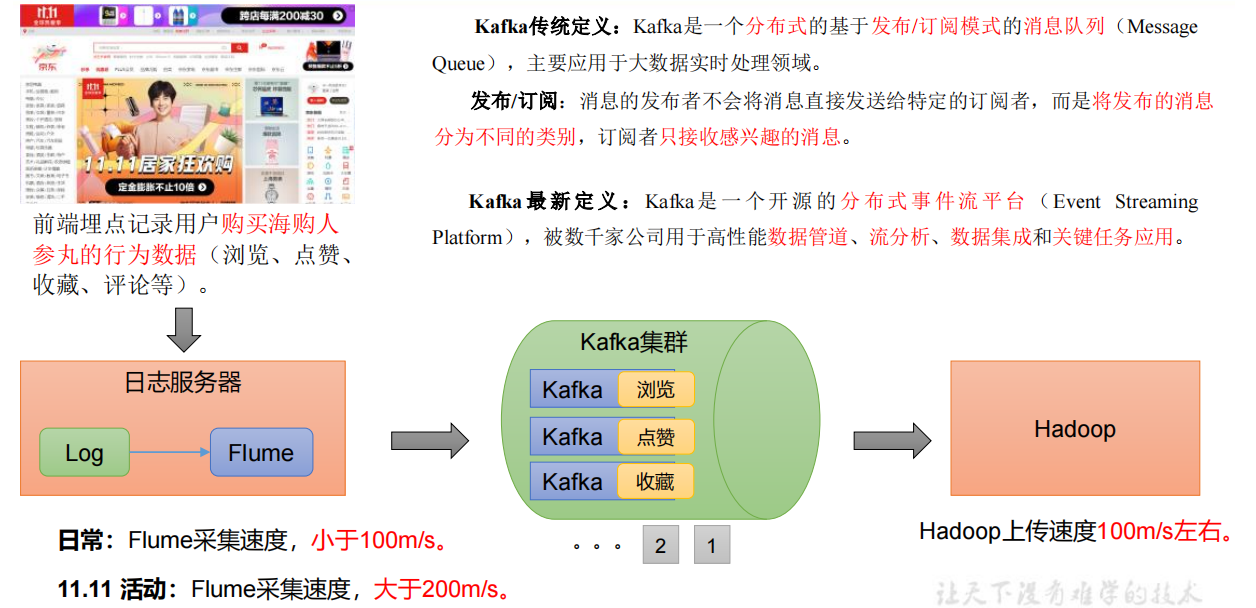 11.11
跨店每满200减30
京东
11.11居家狂欢购
定金膨胀不止10倍
前端埋点记录用户购买海购人
参丸的行为数据（浏览、点赞、
收藏、评论等）。
Kafka传统定义：Kafka是一个分布式的基于发布/订阅模式的消息队列（Message
Queue），主要应用于大数据实时处理领域。
发布/订阅：消息的发布者不会将消息直接发送给特定的订阅者，而是将发布的消息
分为不同的类别，订阅者只接收感兴趣的消息。
Kafka最新定义：Kafka是一个开源的分布式事件流平台（Event Streaming
Platform），被数千家公司用于高性能数据管道、流分析、数据集成和关键任务应用。
日志服务器
Log
Flume
Kafka集群
Kafka 浏览
Kafka 点赞
Kafka 收藏
。。。 2 1
Hadoop
日常：Flume采集速度，小于100m/s。
11.11 活动：Flume采集速度，大于200m/s。
Hadoop上传速度100m/s左右。
让天下没有难学的技术